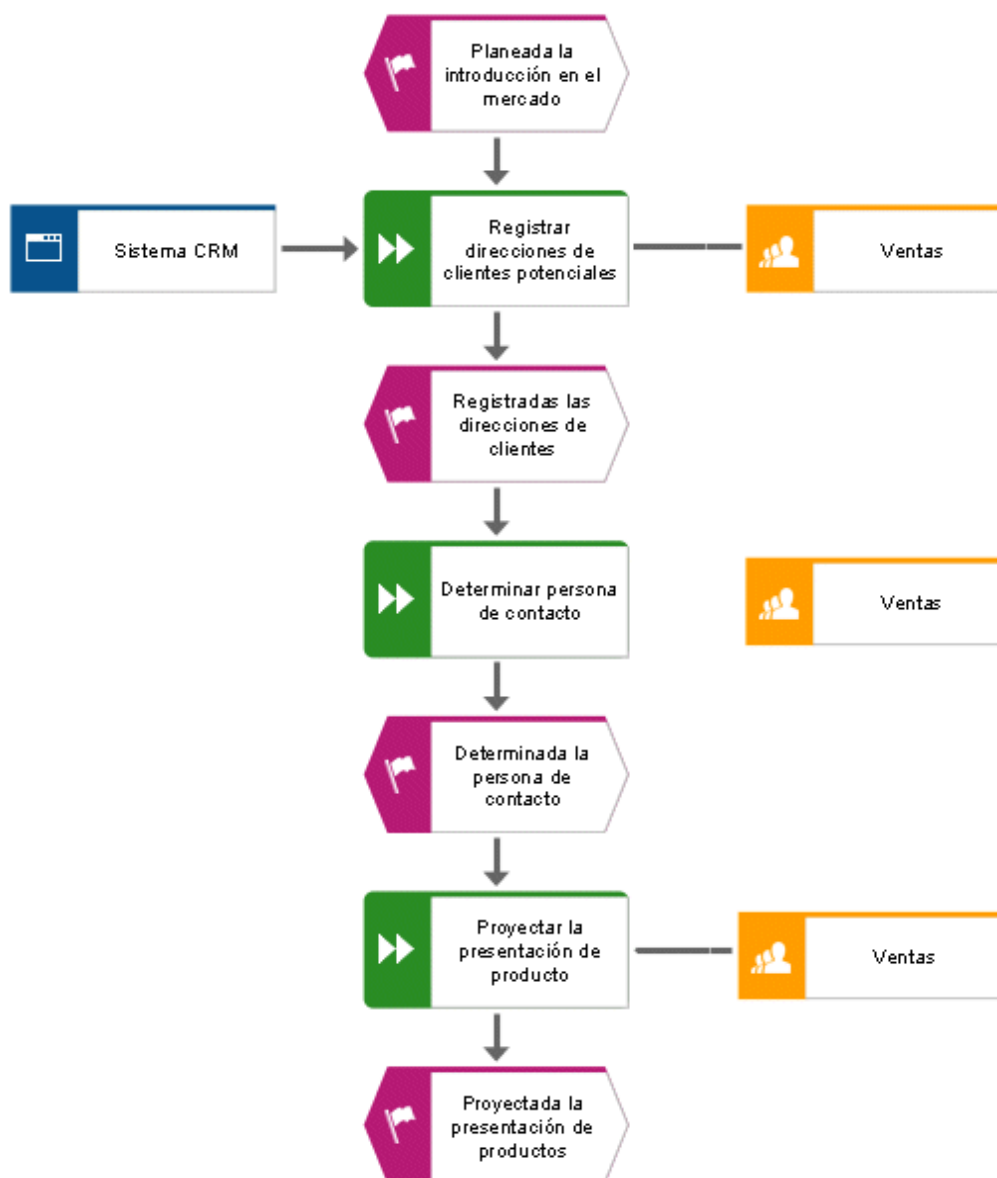 Planeada la
introducción en el
mercado
Sistema CRM
Registrar
direcciones de
clientes potenciales
Ventas
Registradas las
direcciones de
clientes
Determinar persona
de contacto
Ventas
Determinada la
persona de
contacto
Proyectar la
presentación de
producto
Ventas
Proyectada la
presentación de
productos